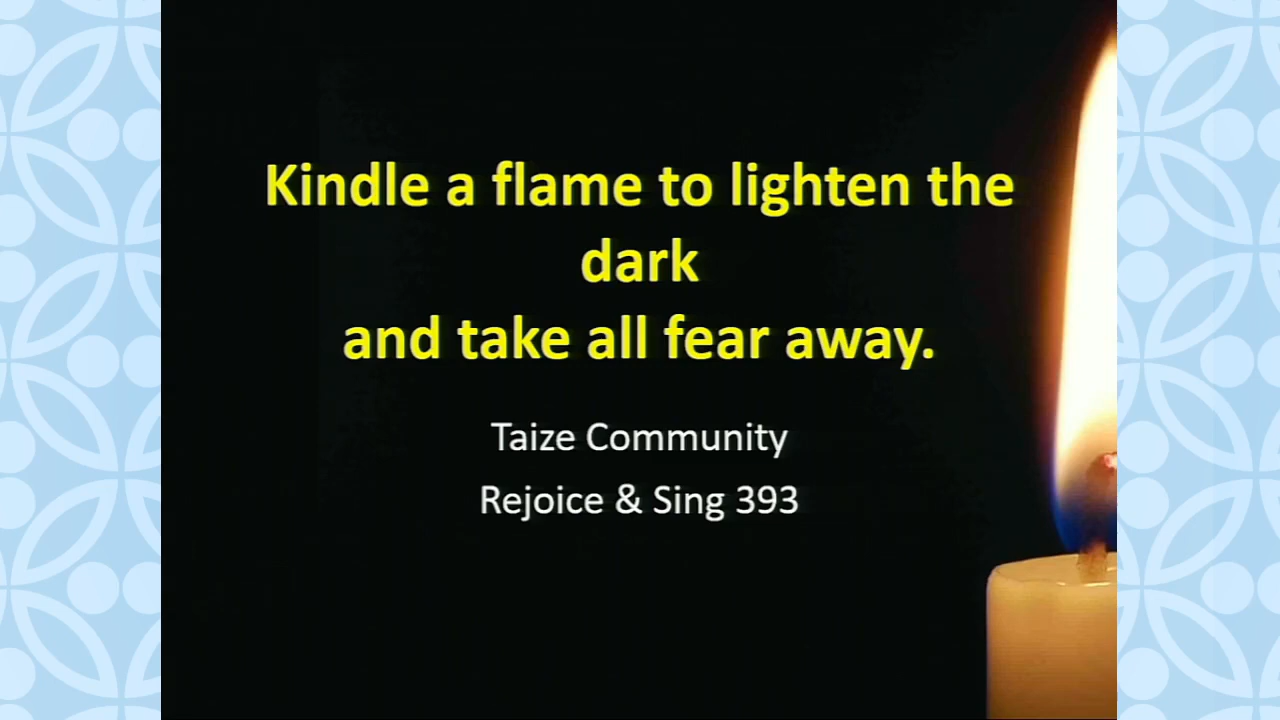 Kindle a flame to lighten the
dark
and take all fear away.
Taize Community
Rejoice & Sing 393